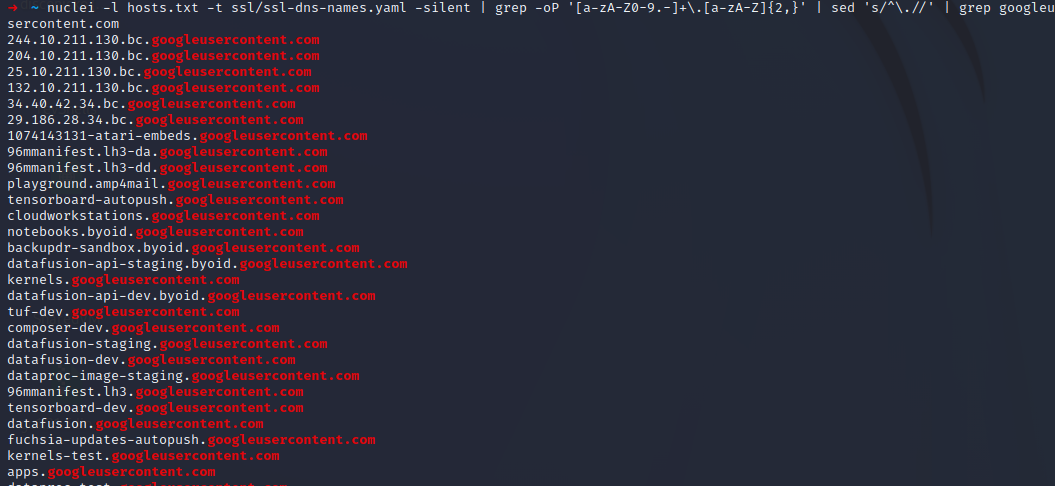 → ~ nuclei -l hosts.txt -t ssl/ssl-dns-names.yaml -silent | grep -oP '[a-zA-Z0-9.-]+\.[a-zA-Z]{2,}' | sed 's/^\.//' | grep googleu
sercontent.com
244.10.211.130.bc.googleusercontent.com
204.10.211.130.bc.googleusercontent.com
25.10.211.130.bc.googleusercontent.com
132.10.211.130.bc.googleusercontent.com
34.40.42.34.bc.googleusercontent.com
29.186.28.34.bc.googleusercontent.com
1074143131-atari-embeds.googleusercontent.com
96mmanifest.lh3-da.googleusercontent.com
96mmanifest.lh3-dd.googleusercontent.com
playground.amp4mail.googleusercontent.com
tensorboard-autopush.googleusercontent.com
cloudworkstations.googleusercontent.com
notebooks.byoid.googleusercontent.com
backupdr-sandbox.byoid.googleusercontent.com
datafusion-api-staging.byoid.googleusercontent.com
kernels.googleusercontent.com
datafusion-api-dev.byoid.googleusercontent.com
tuf-dev.googleusercontent.com
composer-dev.googleusercontent.com
datafusion-staging.googleusercontent.com
datafusion-dev.googleusercontent.com
dataproc-image-staging.googleusercontent.com
96mmanifest.lh3.googleusercontent.com
tensorboard-dev.googleusercontent.com
datafusion.googleusercontent.com
fuchsia-updates-autopush.googleusercontent.com
kernels-test.googleusercontent.com
apps.googleusercontent.com
dataproc-test.googleusercontent.com